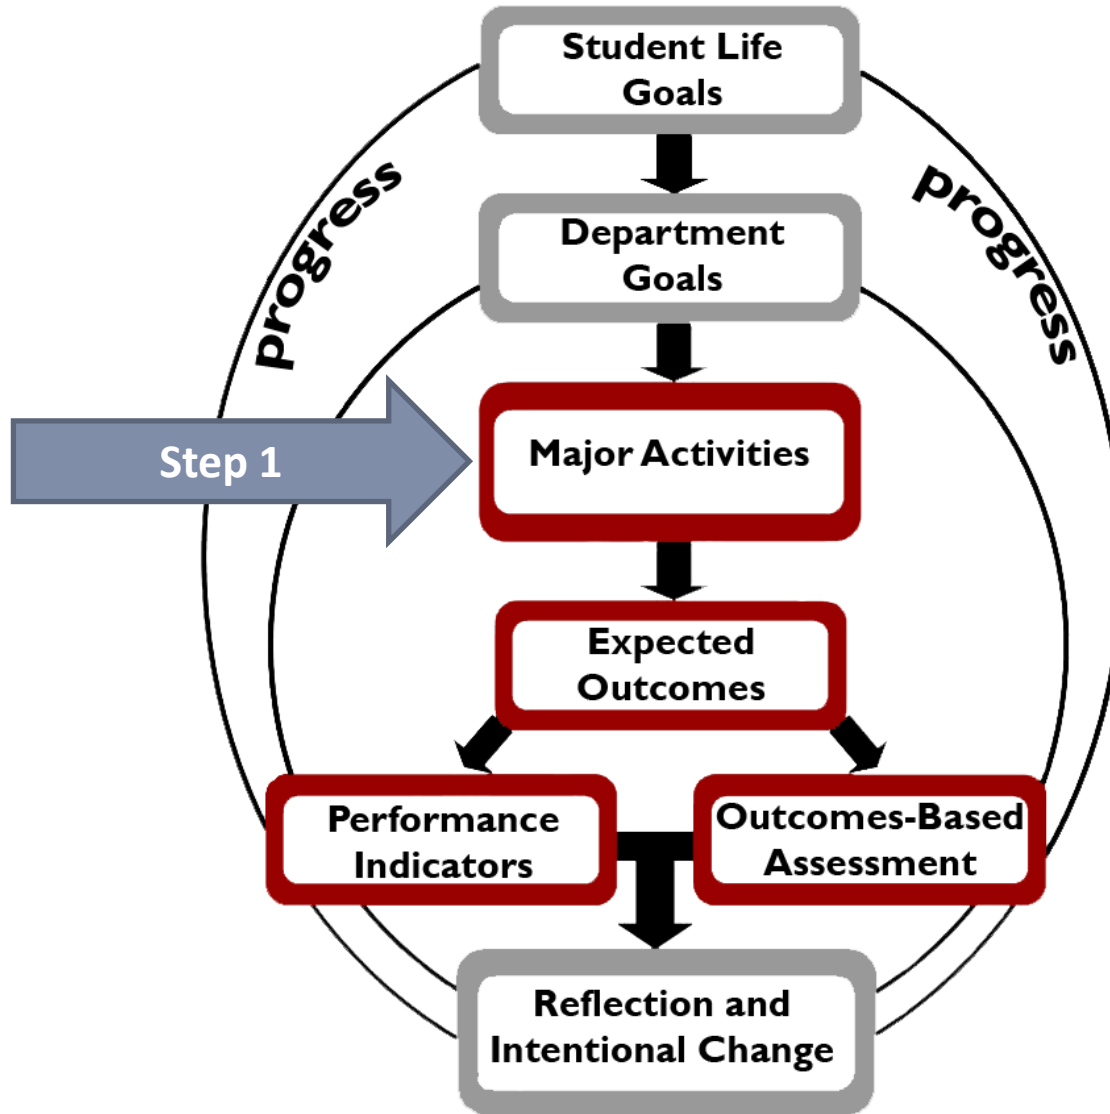 Student Life
Goals
progress
progress
Department
Goals
Step 1
Major Activities
Expected
Outcomes
Performance
Indicators
Outcomes-Based
Assessment
Reflection and
Intentional Change